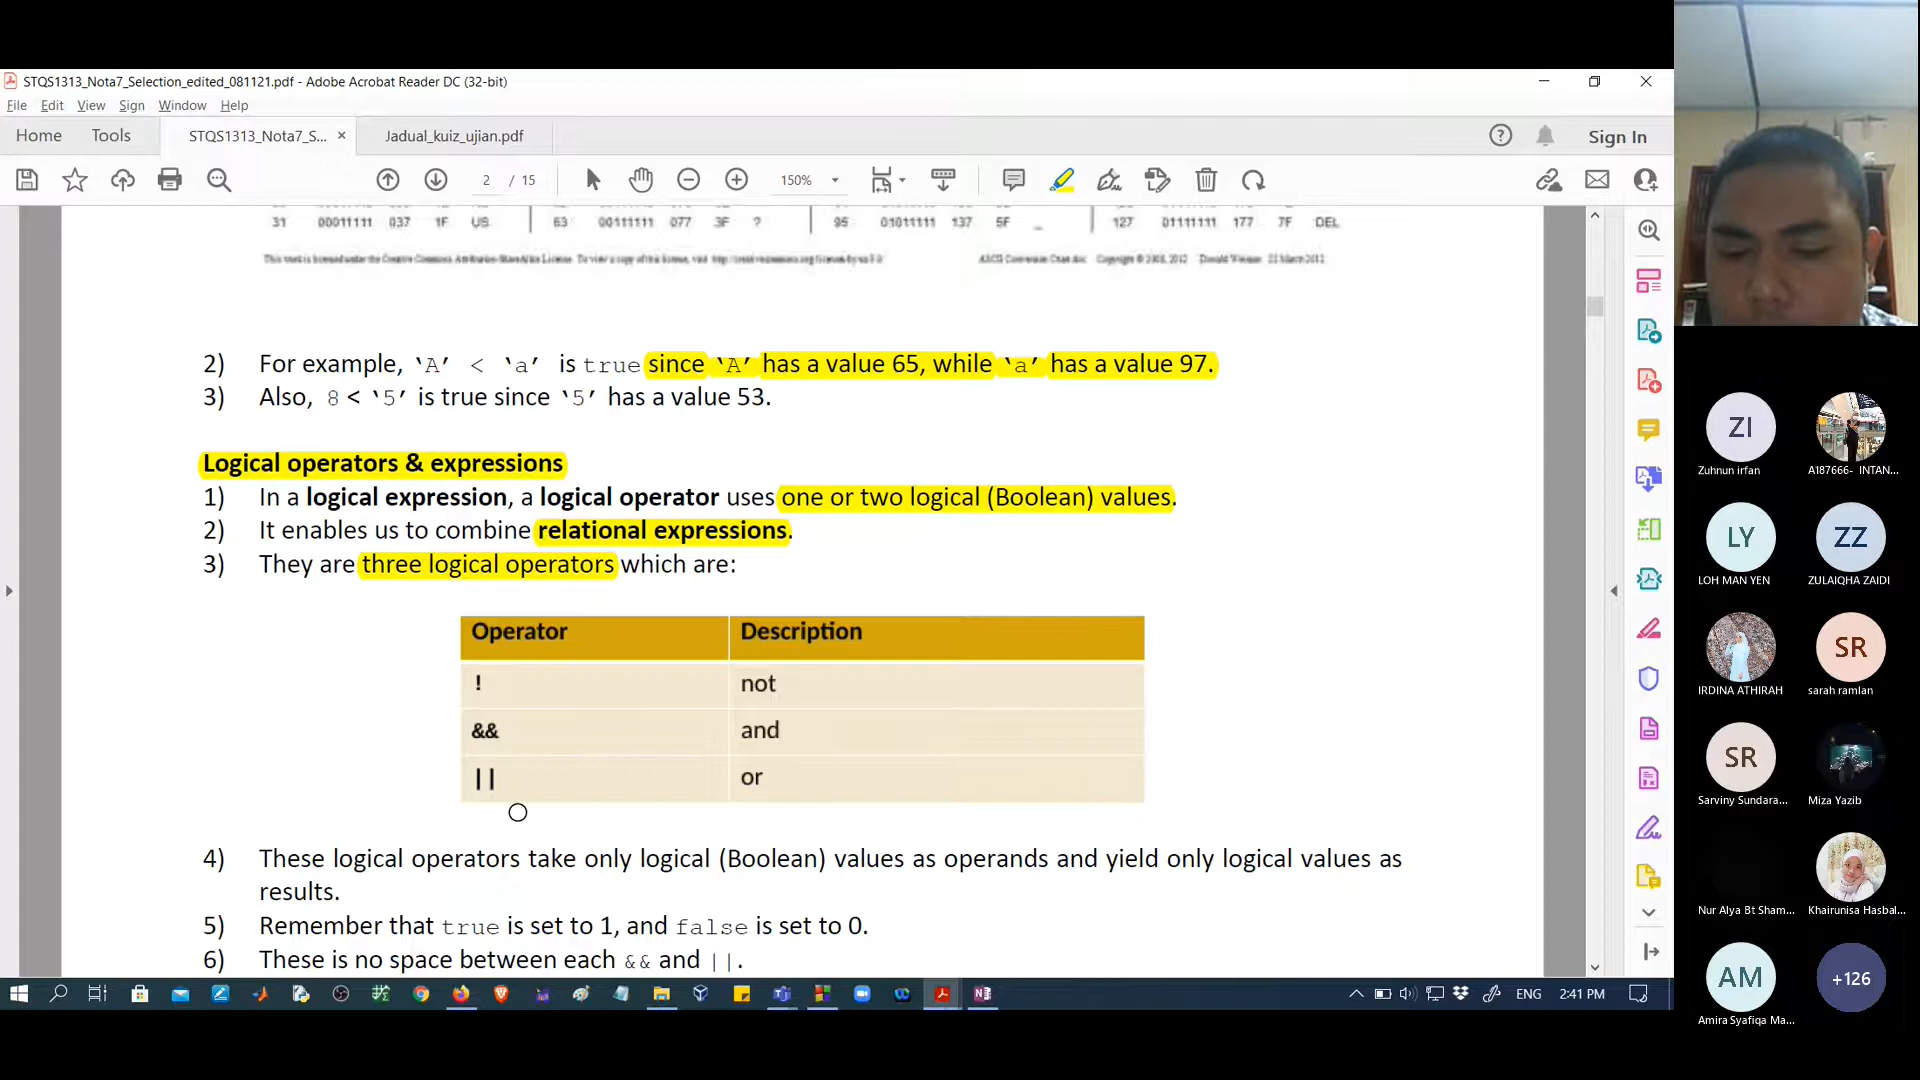 STQS1313_Nota7_Selection_edited_081121.pdf - Adobe Acrobat Reader DC (32-bit)
File Edit View Sign Window Help
Home Tools STQS1313_Nota7_S... × Jadual_kuiz_ujian.pdf Sign In
2 / 15 150%
31 00011111 037 1F US 63 00111111 077 3F ? 95 01011111 137 5F _ 127 01111111 177 7F DEL
2) For example, ‘A’ < ‘a’ is true since ‘A’ has a value 65, while ‘a’ has a value 97.
3) Also, 8 < ‘5’ is true since ‘5’ has a value 53.
Logical operators & expressions
1) In a logical expression, a logical operator uses one or two logical (Boolean) values.
2) It enables us to combine relational expressions.
3) They are three logical operators which are:
Operator Description
! not
&& and
|| or
4) These logical operators take only logical (Boolean) values as operands and yield only logical values as
results.
5) Remember that true is set to 1, and false is set to 0.
6) These is no space between each && and ||.
ENG 2:41 PM
ZI
Zuhnun irfan A187666- INTAN...
LY ZZ
LOH MAN YEN ZULAIQHA ZAIDI
SR
IRDINA ATHIRAH sarah ramlan
SR
Sarviny Sundara... Miza Yazib
Nur Alya Bt Sham... Khairunisa Hasbal...
AM +126
Amira Syafiqa Ma...